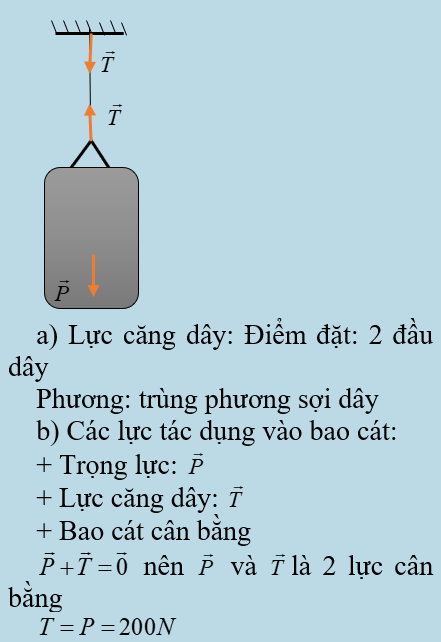 $\vec{T}$
$\vec{T}$
$\vec{P}$
a) Lực căng dây: Điểm đặt: 2 đầu
dây
Phương: trùng phương sợi dây
b) Các lực tác dụng vào bao cát:
+ Trọng lực: $\vec{P}$
+ Lực căng dây: $\vec{T}$
+ Bao cát cân bằng
$\vec{P}+\vec{T}=\vec{0}$ nên $\vec{P}$ và $\vec{T}$ là 2 lực cân
bằng
$T = P = 200N$